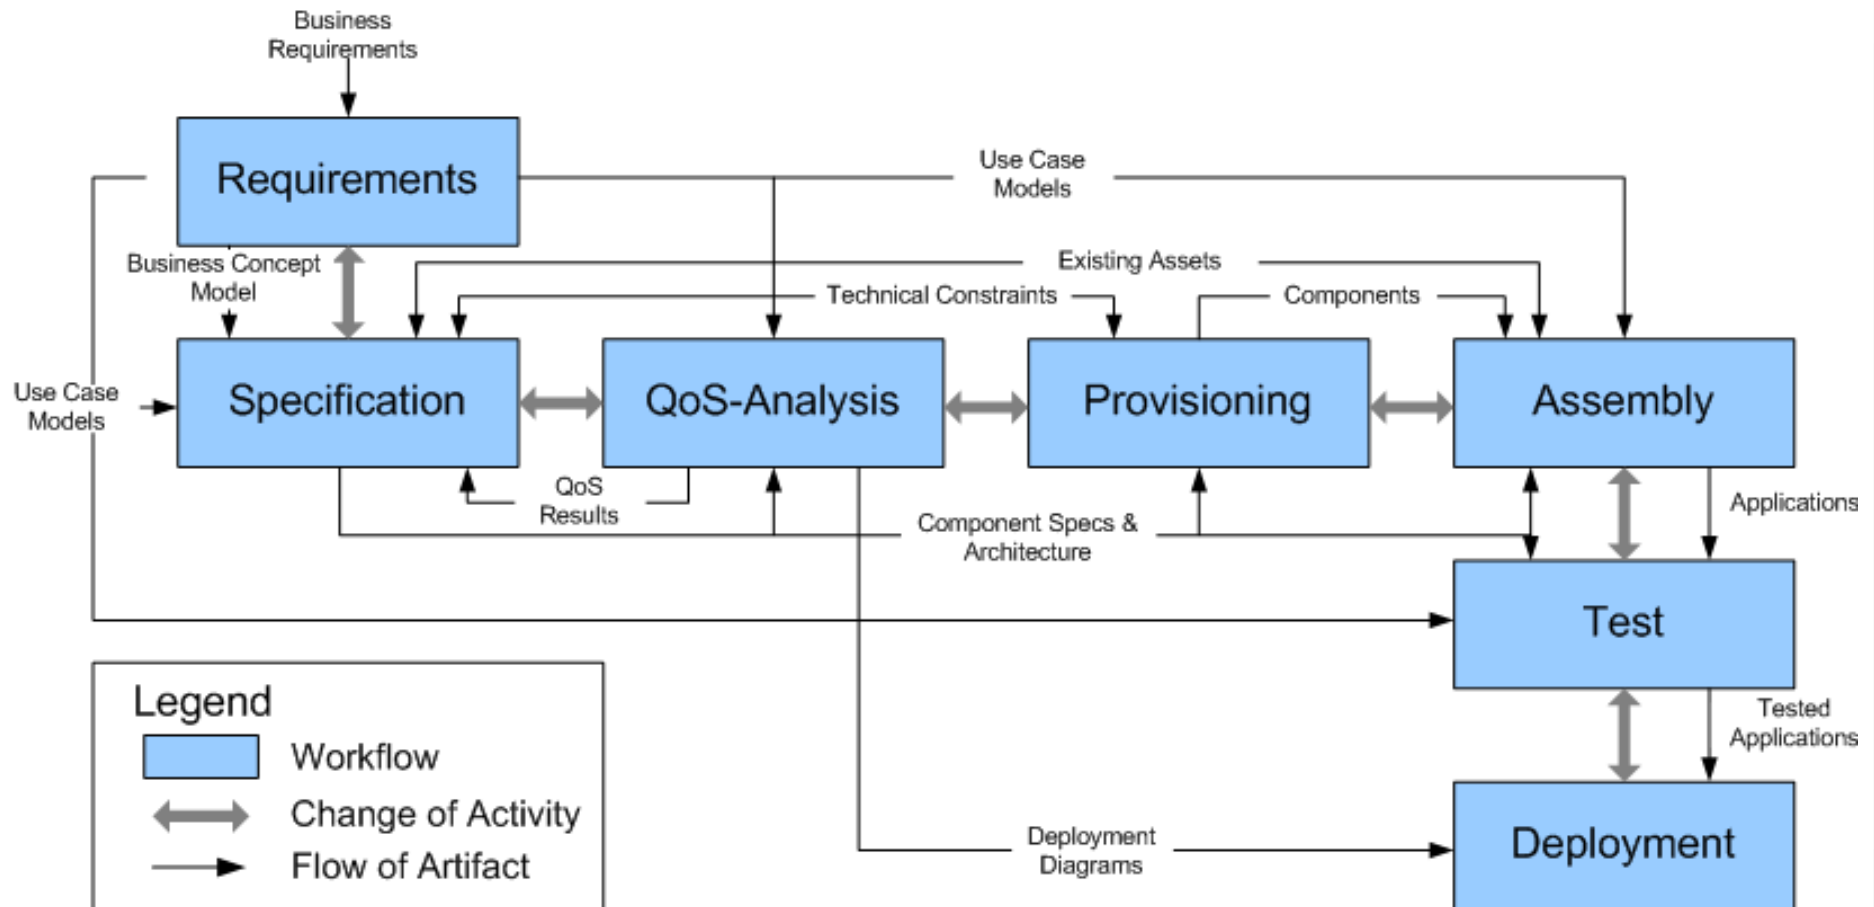 Business
Requirements
Requirements
Use Case
Models
Business Concept
Model
Existing Assets
Technical Constraints
Components
Use Case
Models
Specification
QoS-Analysis
Provisioning
Assembly
QoS
Results
Component Specs &
Architecture
Applications
Test
Tested
Applications
Deployment
Diagrams
Deployment
Legend
Workflow
Change of Activity
Flow of Artifact